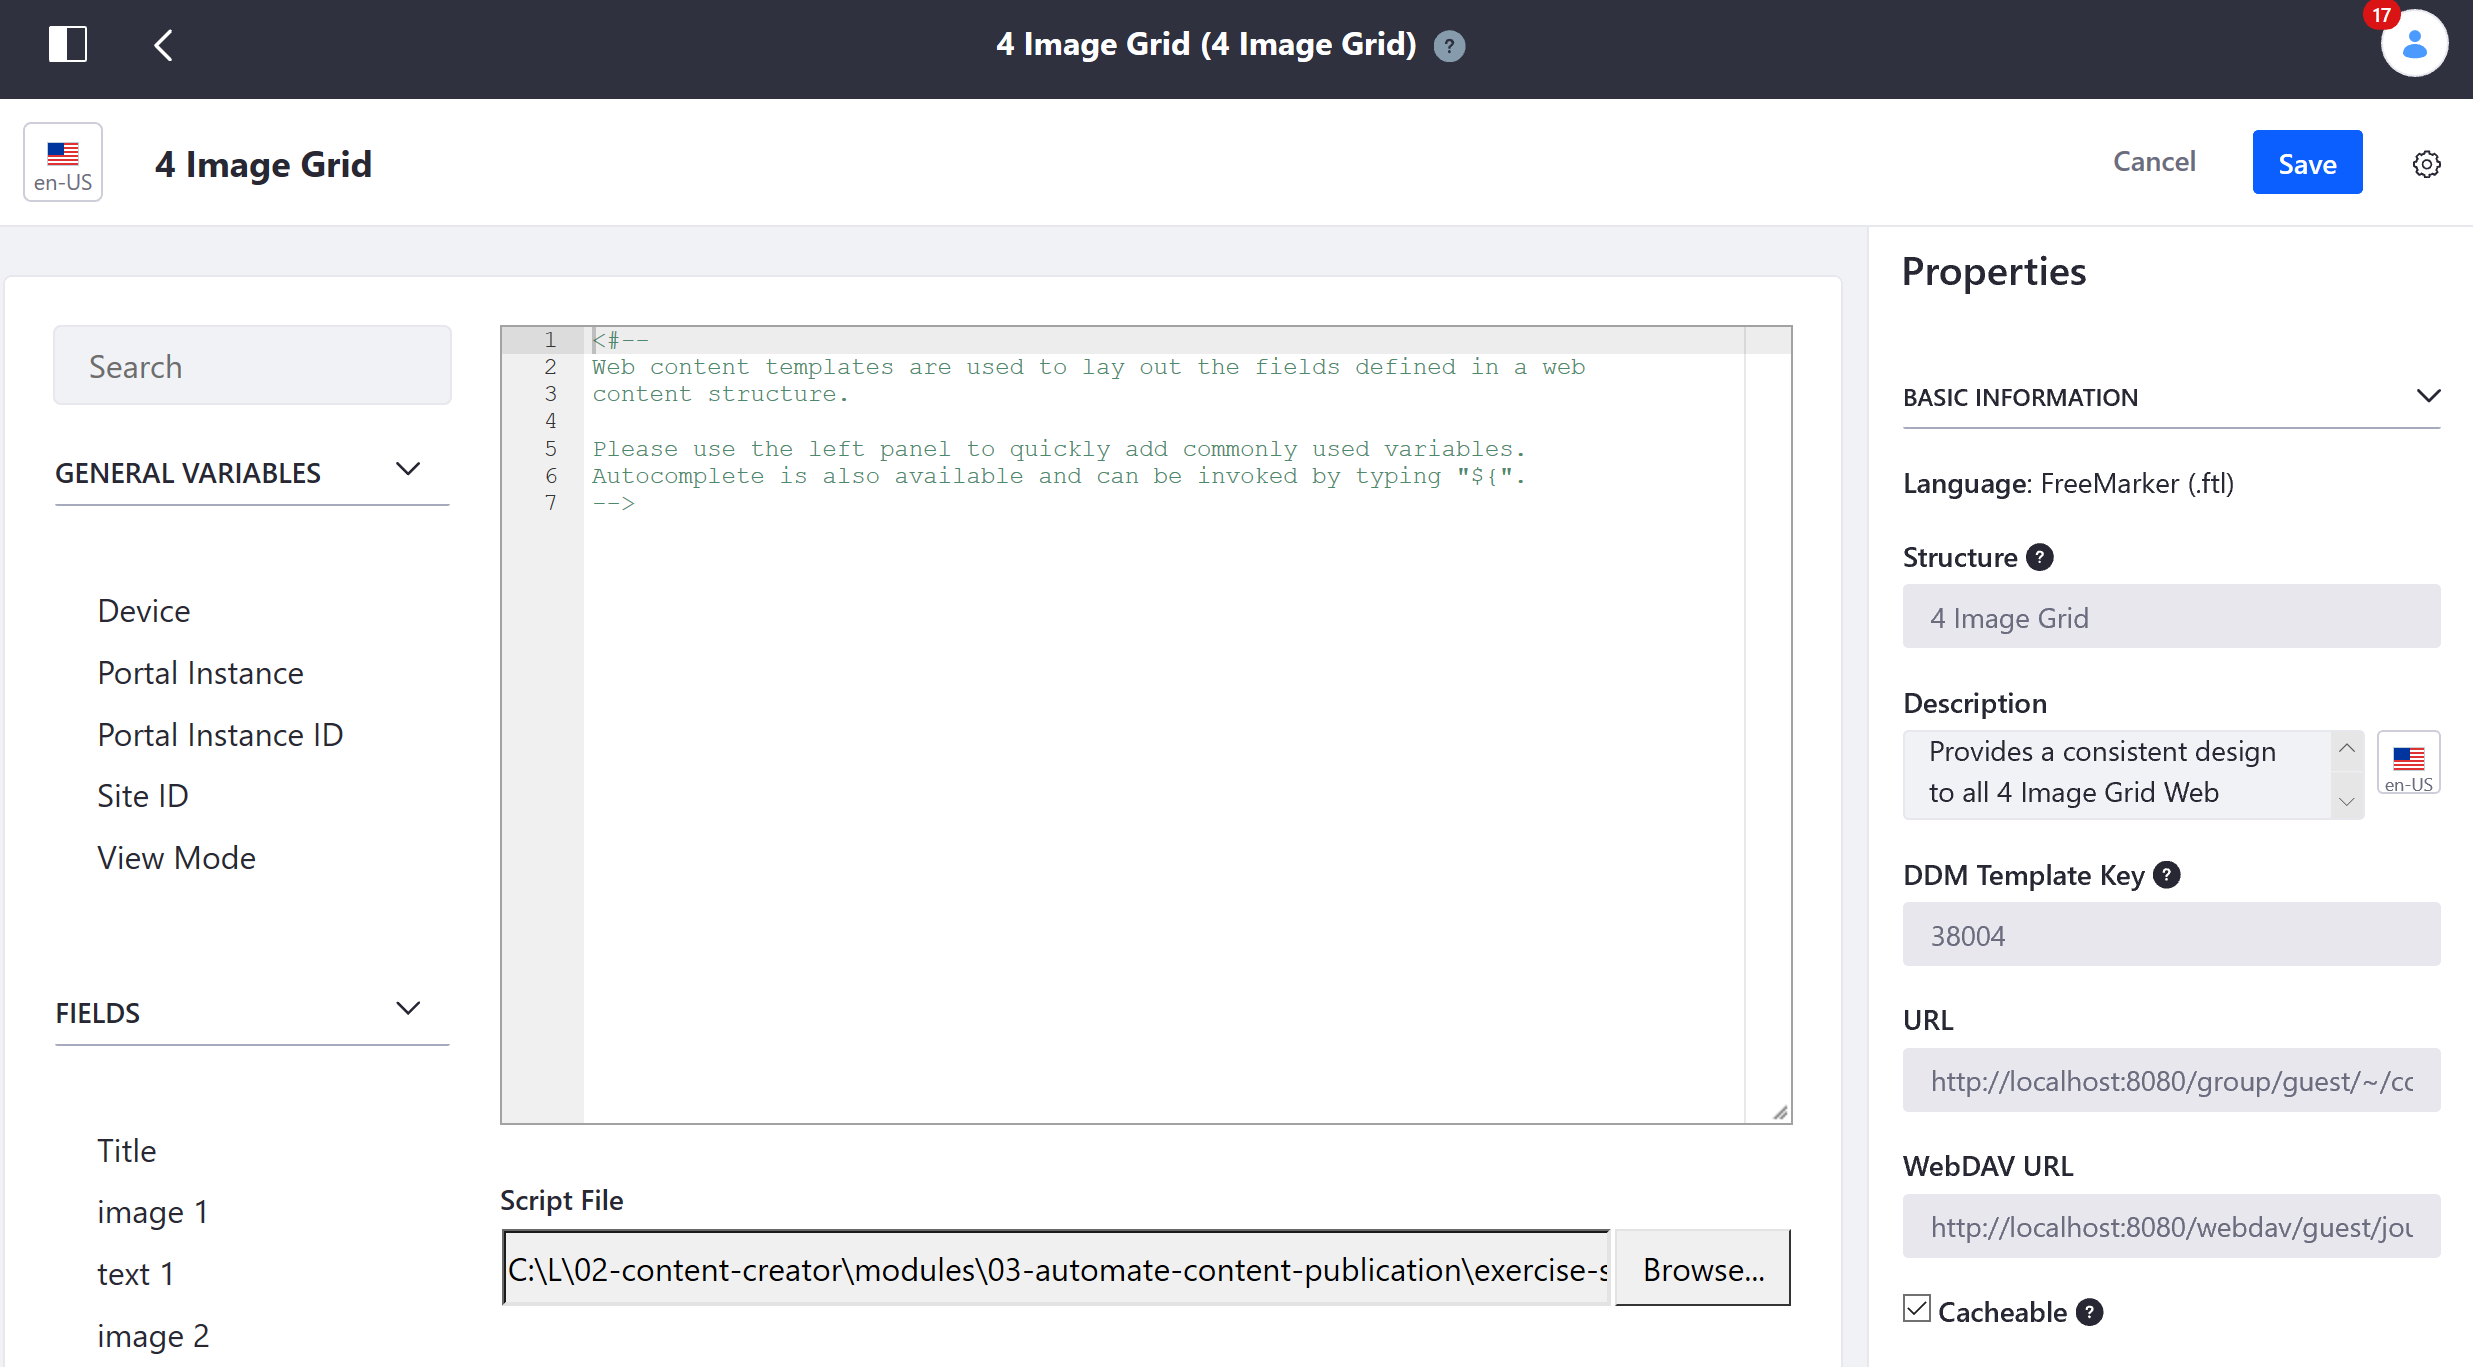 4 Image Grid (4 Image Grid) ?
17
en-US
4 Image Grid
Cancel
Save
Search
GENERAL VARIABLES
Device
Portal Instance
Portal Instance ID
Site ID
View Mode
FIELDS
Title
image 1
text 1
image 2
1 <#--
2 Web content templates are used to lay out the fields defined in a web
3 content structure.
4
5 Please use the left panel to quickly add commonly used variables.
6 Autocomplete is also available and can be invoked by typing "${".
7 -->
Script File
C:\L\02-content-creator\modules\03-automate-content-publication\exercise-s
Browse...
Properties
BASIC INFORMATION
Language: FreeMarker (.ftl)
Structure ?
4 Image Grid
Description
Provides a consistent design
to all 4 Image Grid Web
en-US
DDM Template Key ?
38004
URL
http://localhost:8080/group/guest/~/cc
WebDAV URL
http://localhost:8080/webdav/guest/jou
Cacheable ?